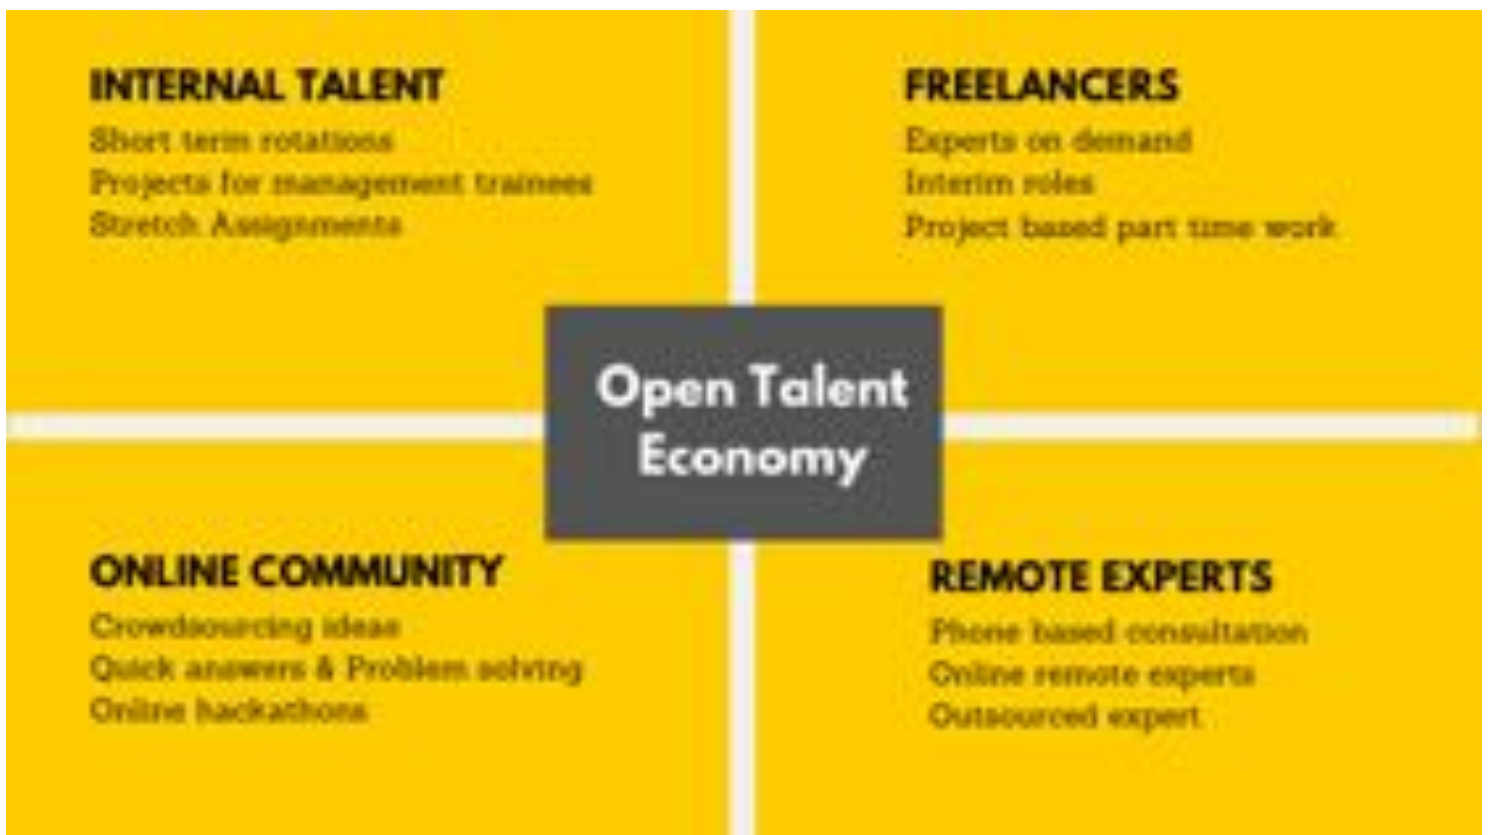 INTERNAL TALENT
Short term rotations
Projects for management trainees
Stretch Assignments
FREELANCERS
Experts on demand
Interim roles
Project based part time work
Open Talent
Economy
ONLINE COMMUNITY
Crowdsourcing ideas
Quick answers & Problem solving
Online hackathons
REMOTE EXPERTS
Phone based consultation
Online remote experts
Outsourced expert